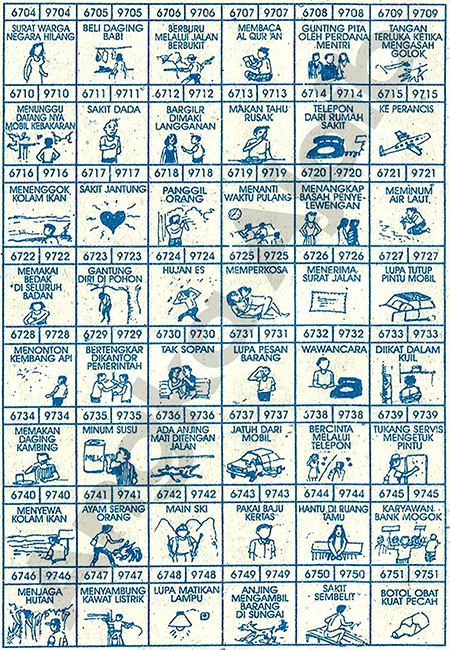 6704 9704 6705 9705 6706 9706 6707 9707 6708 9708 6709 9709
SURAT WARGA NEGARA HILANG
BELI DAGING BABI
BERBURU MELALUI JALAN BERBUKIT
MEMBACA AL QUR'AN
GUNTING PITA OLEH PERDANA MENTRI
TANGAN TERLUKA KETIKA MENGASAH GOLOK
6710 9710 6711 9711 6712 9712 6713 9713 6714 9714 6715 9715
MENUNGGU DATANG NYA MOBIL KEBAKARAN
SAKIT DADA
BARGILR DIMAKI LANGGANAN
MAKAN TAHU RUSAK
TELEPON DARI RUMAH SAKIT
KE PERANCIS
6716 9716 6717 9717 6718 9718 6719 9719 6720 9720 6721 9721
MENENGGOK KOLAM IKAN
SAKIT JANTUNG
PANGGIL ORANG
MENANTI WAKTU PULANG
MENANGKAP BASAH PENYE-LEWENGAN
MEMINUM AIR LAUT.
6722 9722 6723 9723 6724 9724 6725 9725 6726 9726 6727 9727
MEMAKAI BEDAK DI SELURUH BADAN
GANTUNG DIRI DI POHON
HUJAN ES
MEMPERKOSA
MENERIMA SURAT JALAN
LUPA TUTUP PINTU MOBIL
6728 9728 6729 9729 6730 9730 6731 9731 6732 9732 6733 9733
MENONTON KEMBANG API
BERTENGKAR DIKANTOR PEMERINTAH
TAK SOPAN
LUPA PESAN BARANG
WAWANCARA
DIIKAT DALAM KUIL
6734 9734 6735 9735 6736 9736 6737 9737 6738 9738 6739 9739
MEMAKAN DAGING KAMBING
MINUM SUSU
MILK
ADA ANJING MATI DITENGAH JALAN
JATUH DARI MOBIL
BERCINTA MELALUI TELEPON
TUKANG SERVIS MENGETUK PINTU
6740 9740 6741 9741 6742 9742 6743 9743 6744 9744 6745 9745
MENYEWA KOLAM IKAN
AYAM SERANG ORANG
MAIN SKI
PAKAI BAJU KERTAS
HANTU DI RUANG TAMU
KARYAWAN BANK MOGOK
6746 9746 6747 9747 6748 9748 6749 9749 6750 9750 6751 9751
MENJAGA HUTAN
MENYAMBUNG KAWAT LISTRIK
LUPA MATIKAN LAMPU
ANJING MENGAMBIL BARANG DI SUNGAI
SAKIT SEMBELIT
BOTOL OBAT KUAT PECAH